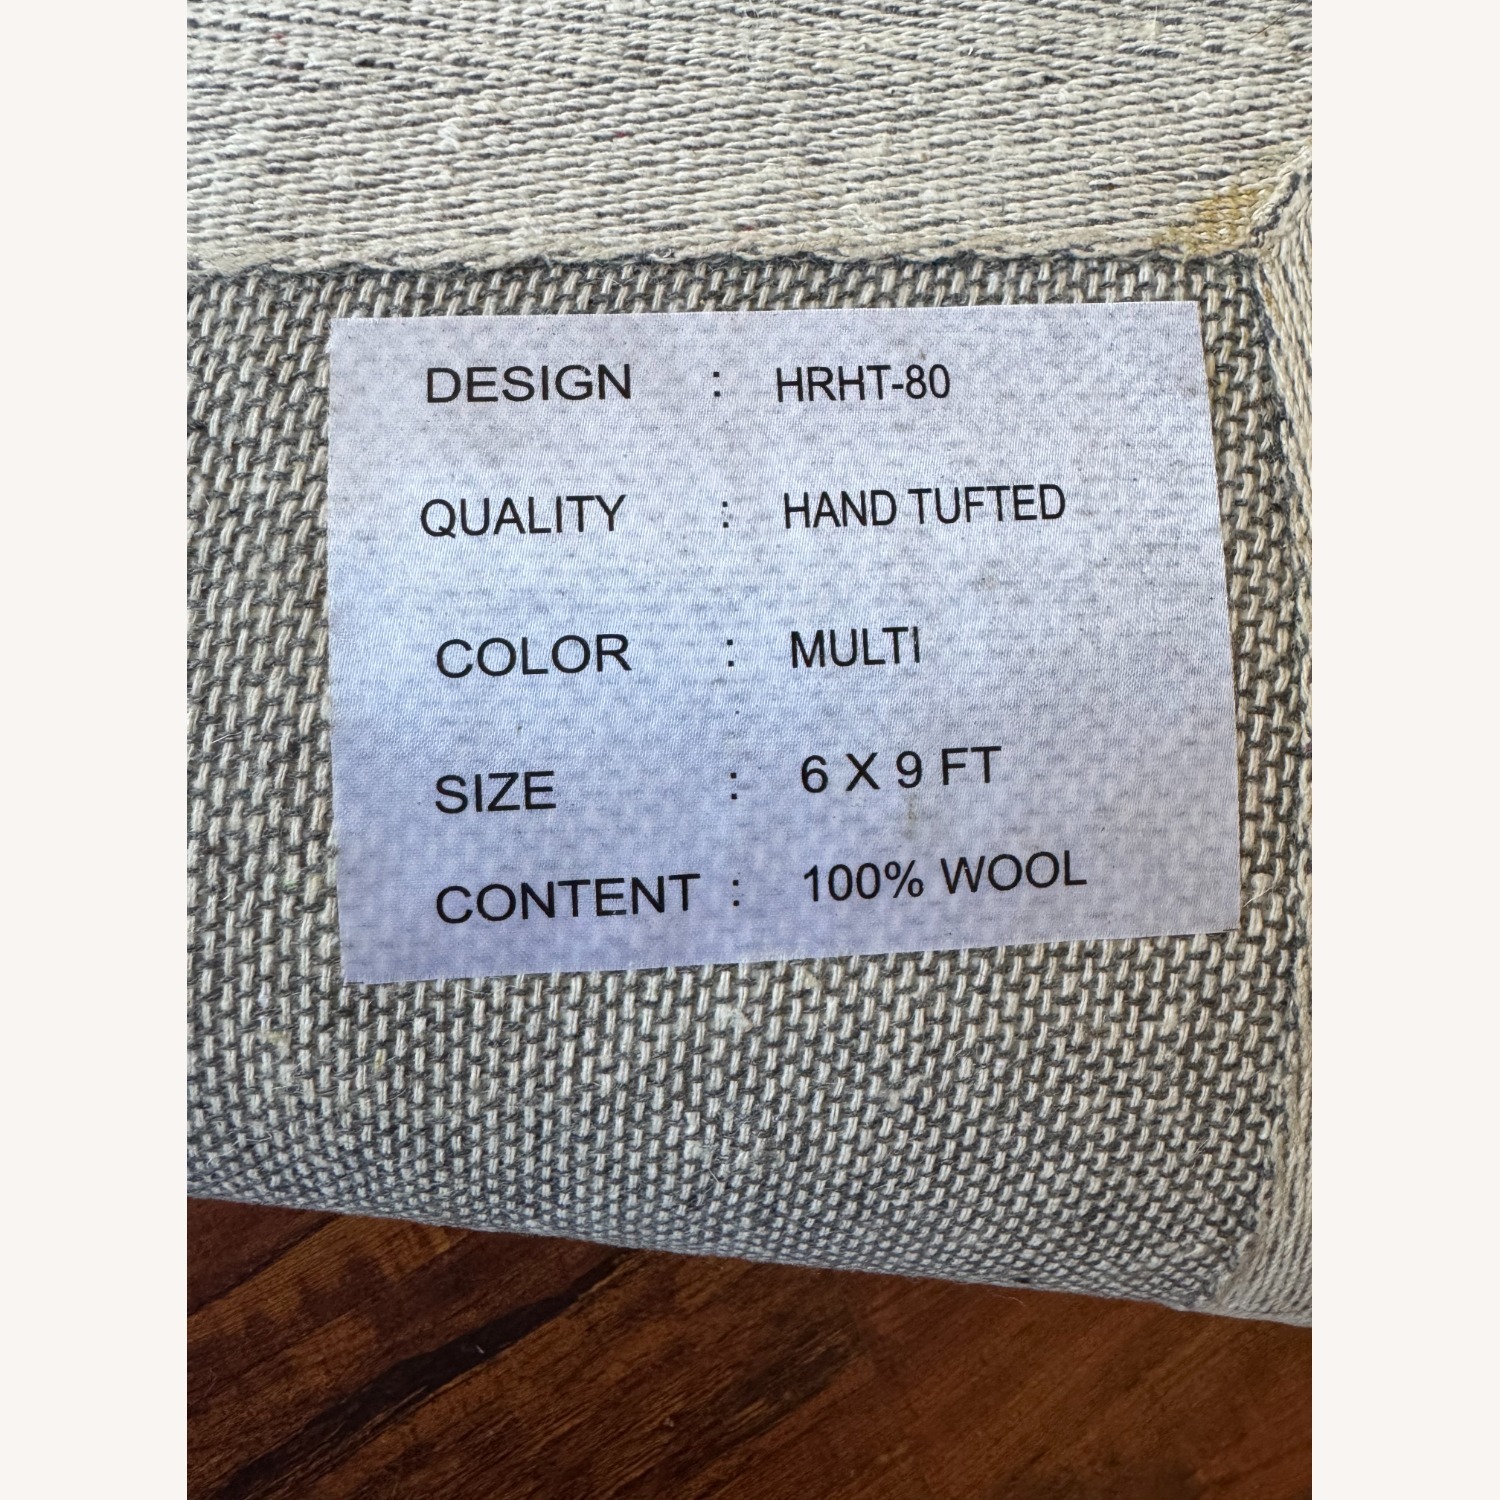 DESIGN : HRHT-80
QUALITY : HAND TUFTED
COLOR : MULTI
SIZE : 6 X 9 FT
CONTENT : 100% WOOL